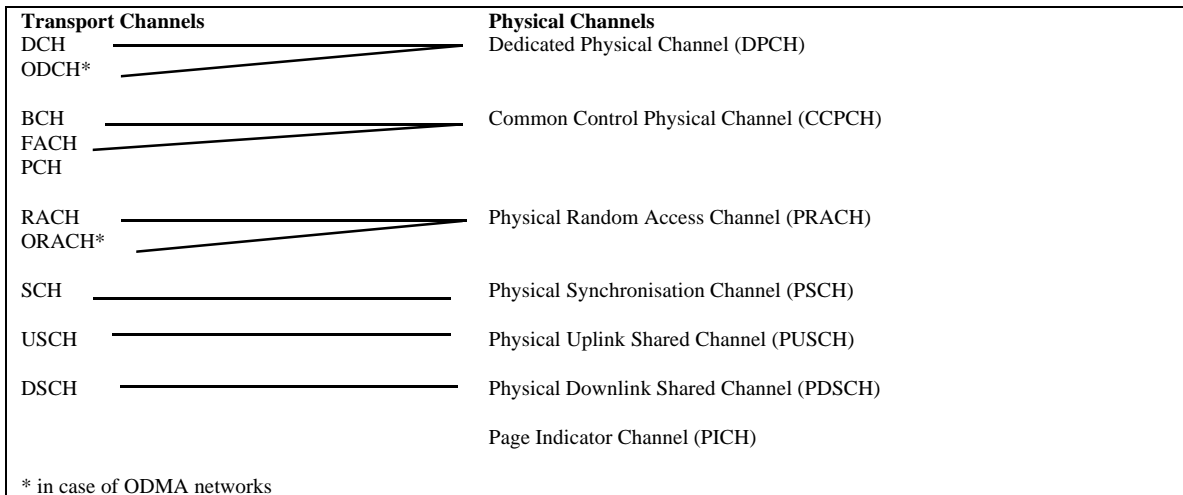 Transport Channels Physical Channels
DCH Dedicated Physical Channel (DPCH)
ODCH*
BCH Common Control Physical Channel (CCPCH)
FACH
PCH
RACH Physical Random Access Channel (PRACH)
ORACH*
SCH Physical Synchronisation Channel (PSCH)
USCH Physical Uplink Shared Channel (PUSCH)
DSCH Physical Downlink Shared Channel (PDSCH)
Page Indicator Channel (PICH)
* in case of ODMA networks